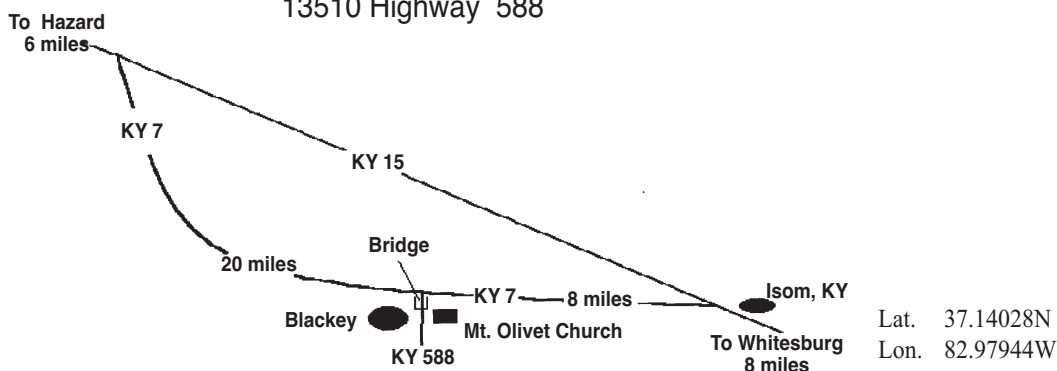 13510 Highway 588
To Hazard
6 miles
KY 7
KY 15
20 miles
Bridge
KY 7
8 miles
Isom, KY
Blackey
Mt. Olivet Church
KY 588
To Whitesburg
8 miles
Lat. 37.14028N
Lon. 82.97944W